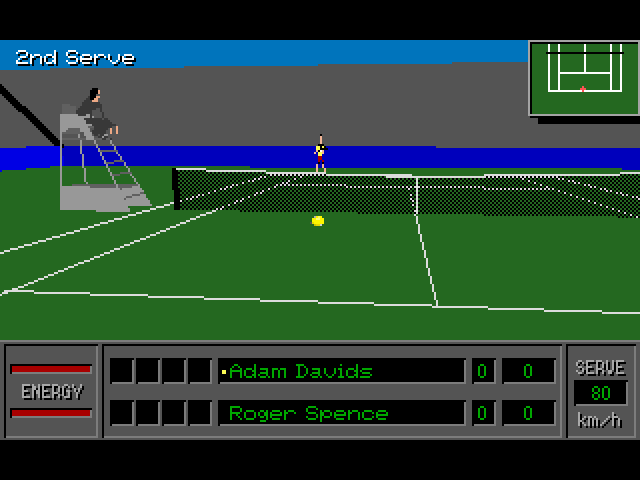 2nd Serve
ENERGY
Adam Davids 0 0
Roger Spence 0 0
SERVE
80
km/h